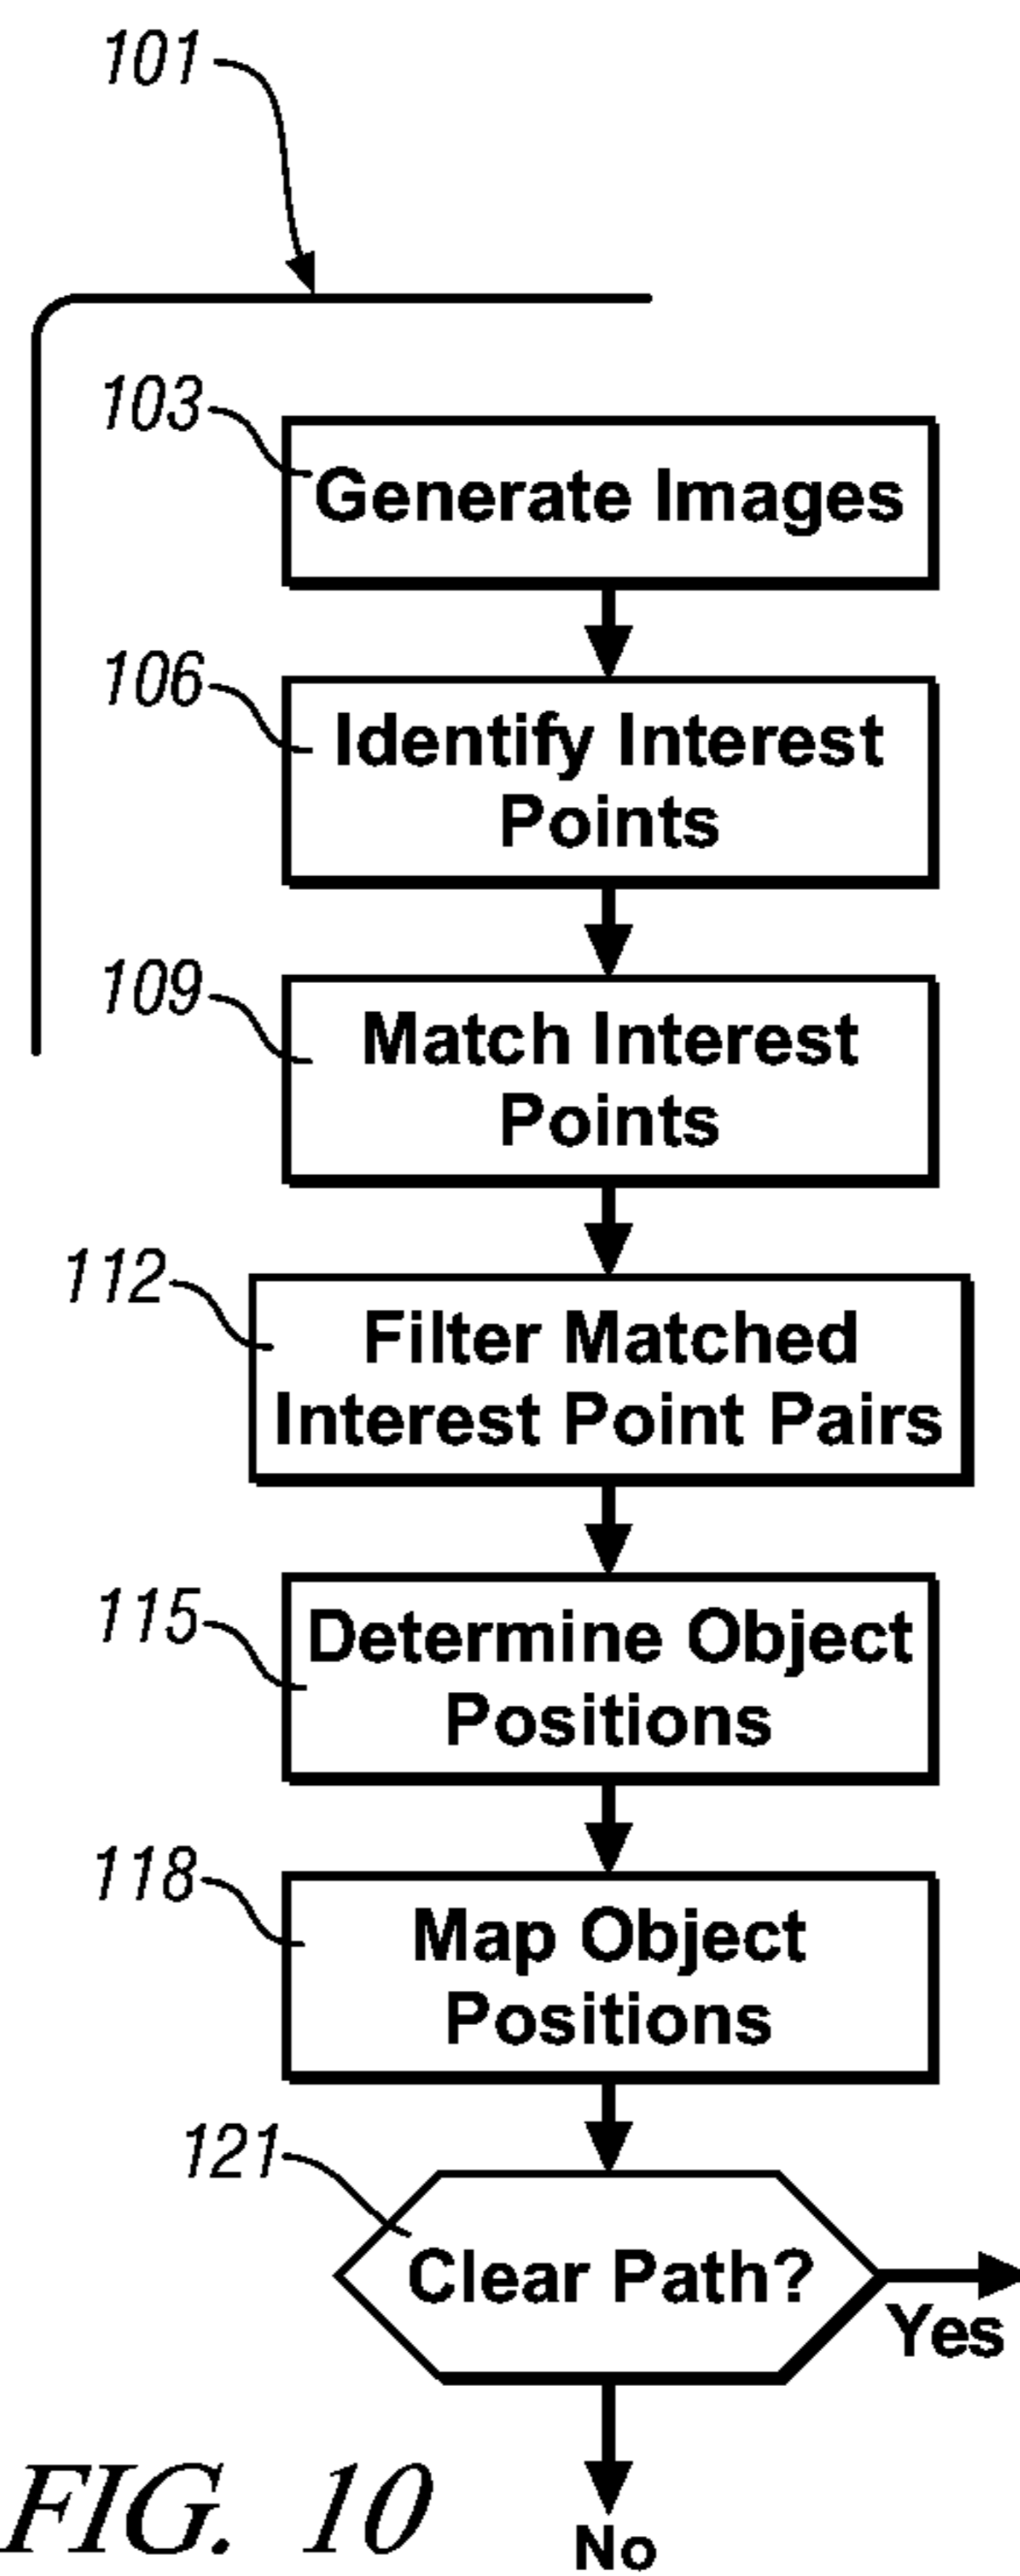 101
103
Generate Images
106
Identify Interest
Points
109
Match Interest
Points
112
Filter Matched
Interest Point Pairs
115
Determine Object
Positions
118
Map Object
Positions
121
Clear Path?
Yes
No
FIG. 10